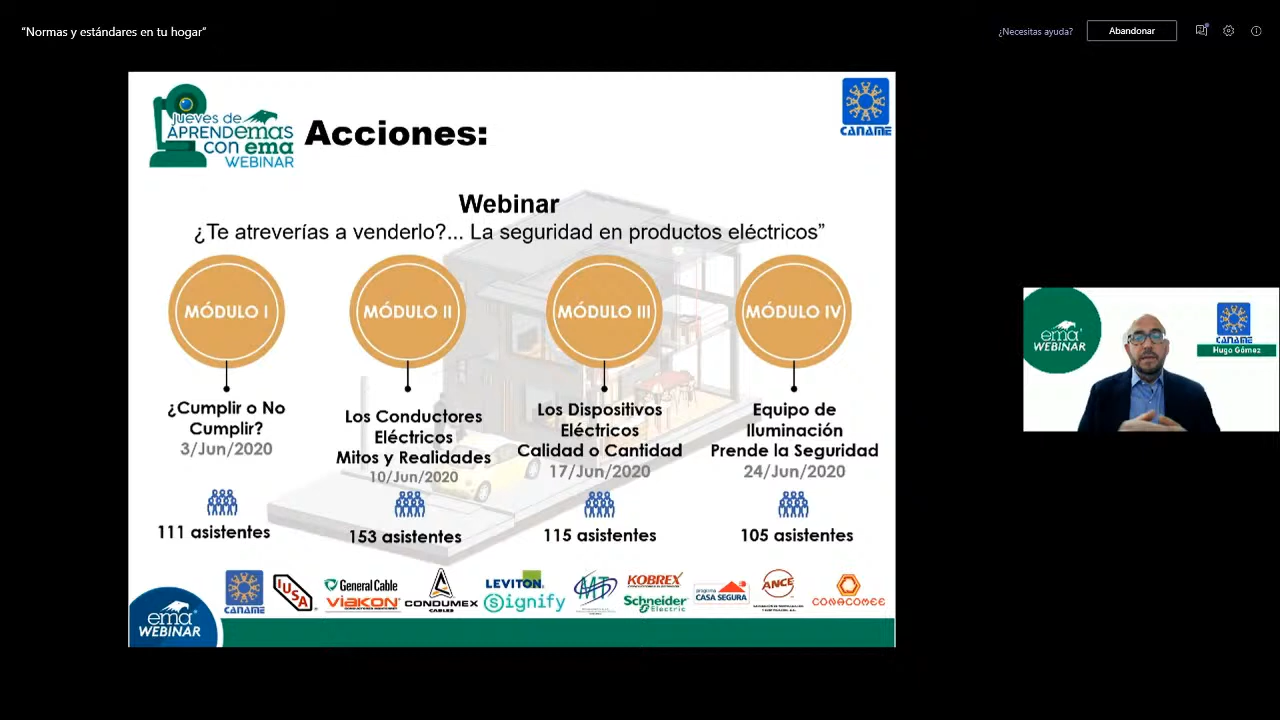 “Normas y estándares en tu hogar”
¿Necesitas ayuda?
Abandonar
jueves de
APRENDEMAS
CON ema
WEBINAR
Acciones:
CANAME
Webinar
¿Te atreverías a venderlo?... La seguridad en productos eléctricos”
MÓDULO I
MÓDULO II
MÓDULO III
MÓDULO IV
¿Cumplir o No
Cumplir?
3/Jun/2020
Los Conductores
Eléctricos
Mitos y Realidades
10/Jun/2020
Los Dispositivos
Eléctricos
Calidad o Cantidad
17/Jun/2020
Equipo de
Iluminación
Prende la Seguridad
24/Jun/2020
111 asistentes
153 asistentes
115 asistentes
105 asistentes
CANAME
IUSA
General Cable
VIAKON
CONDUMEX
CABLES
LEVITON
Signify
KOBREX
Schneider
Electric
CASA SEGURA
ANCE
CONACOMEE
ema
WEBINAR
ema
WEBINAR
CANAME
Hugo Gómez